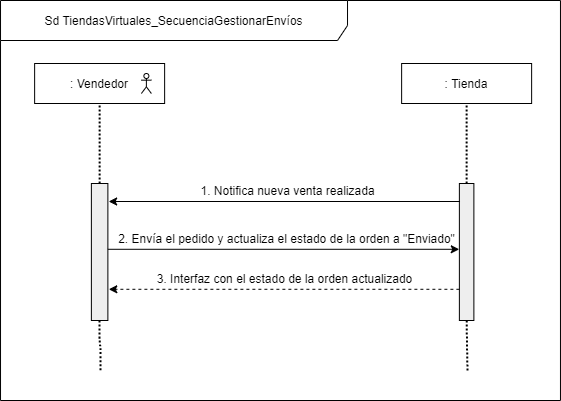 Sd TiendasVirtuales_SecuenciaGestionarEnvíos
: Vendedor
: Tienda
1. Notifica nueva venta realizada
2. Envía el pedido y actualiza el estado de la orden a "Enviado"
3. Interfaz con el estado de la orden actualizado